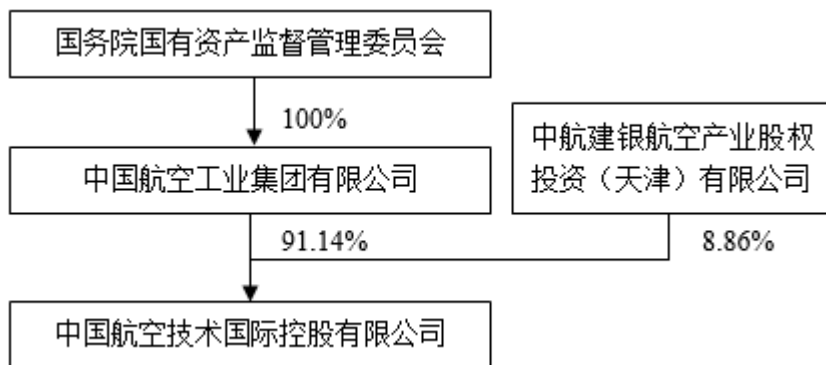 国务院国有资产监督管理委员会
100%
中航建银航空产业股权
投资（天津）有限公司
中国航空工业集团有限公司
91.14%
8.86%
中国航空技术国际控股有限公司